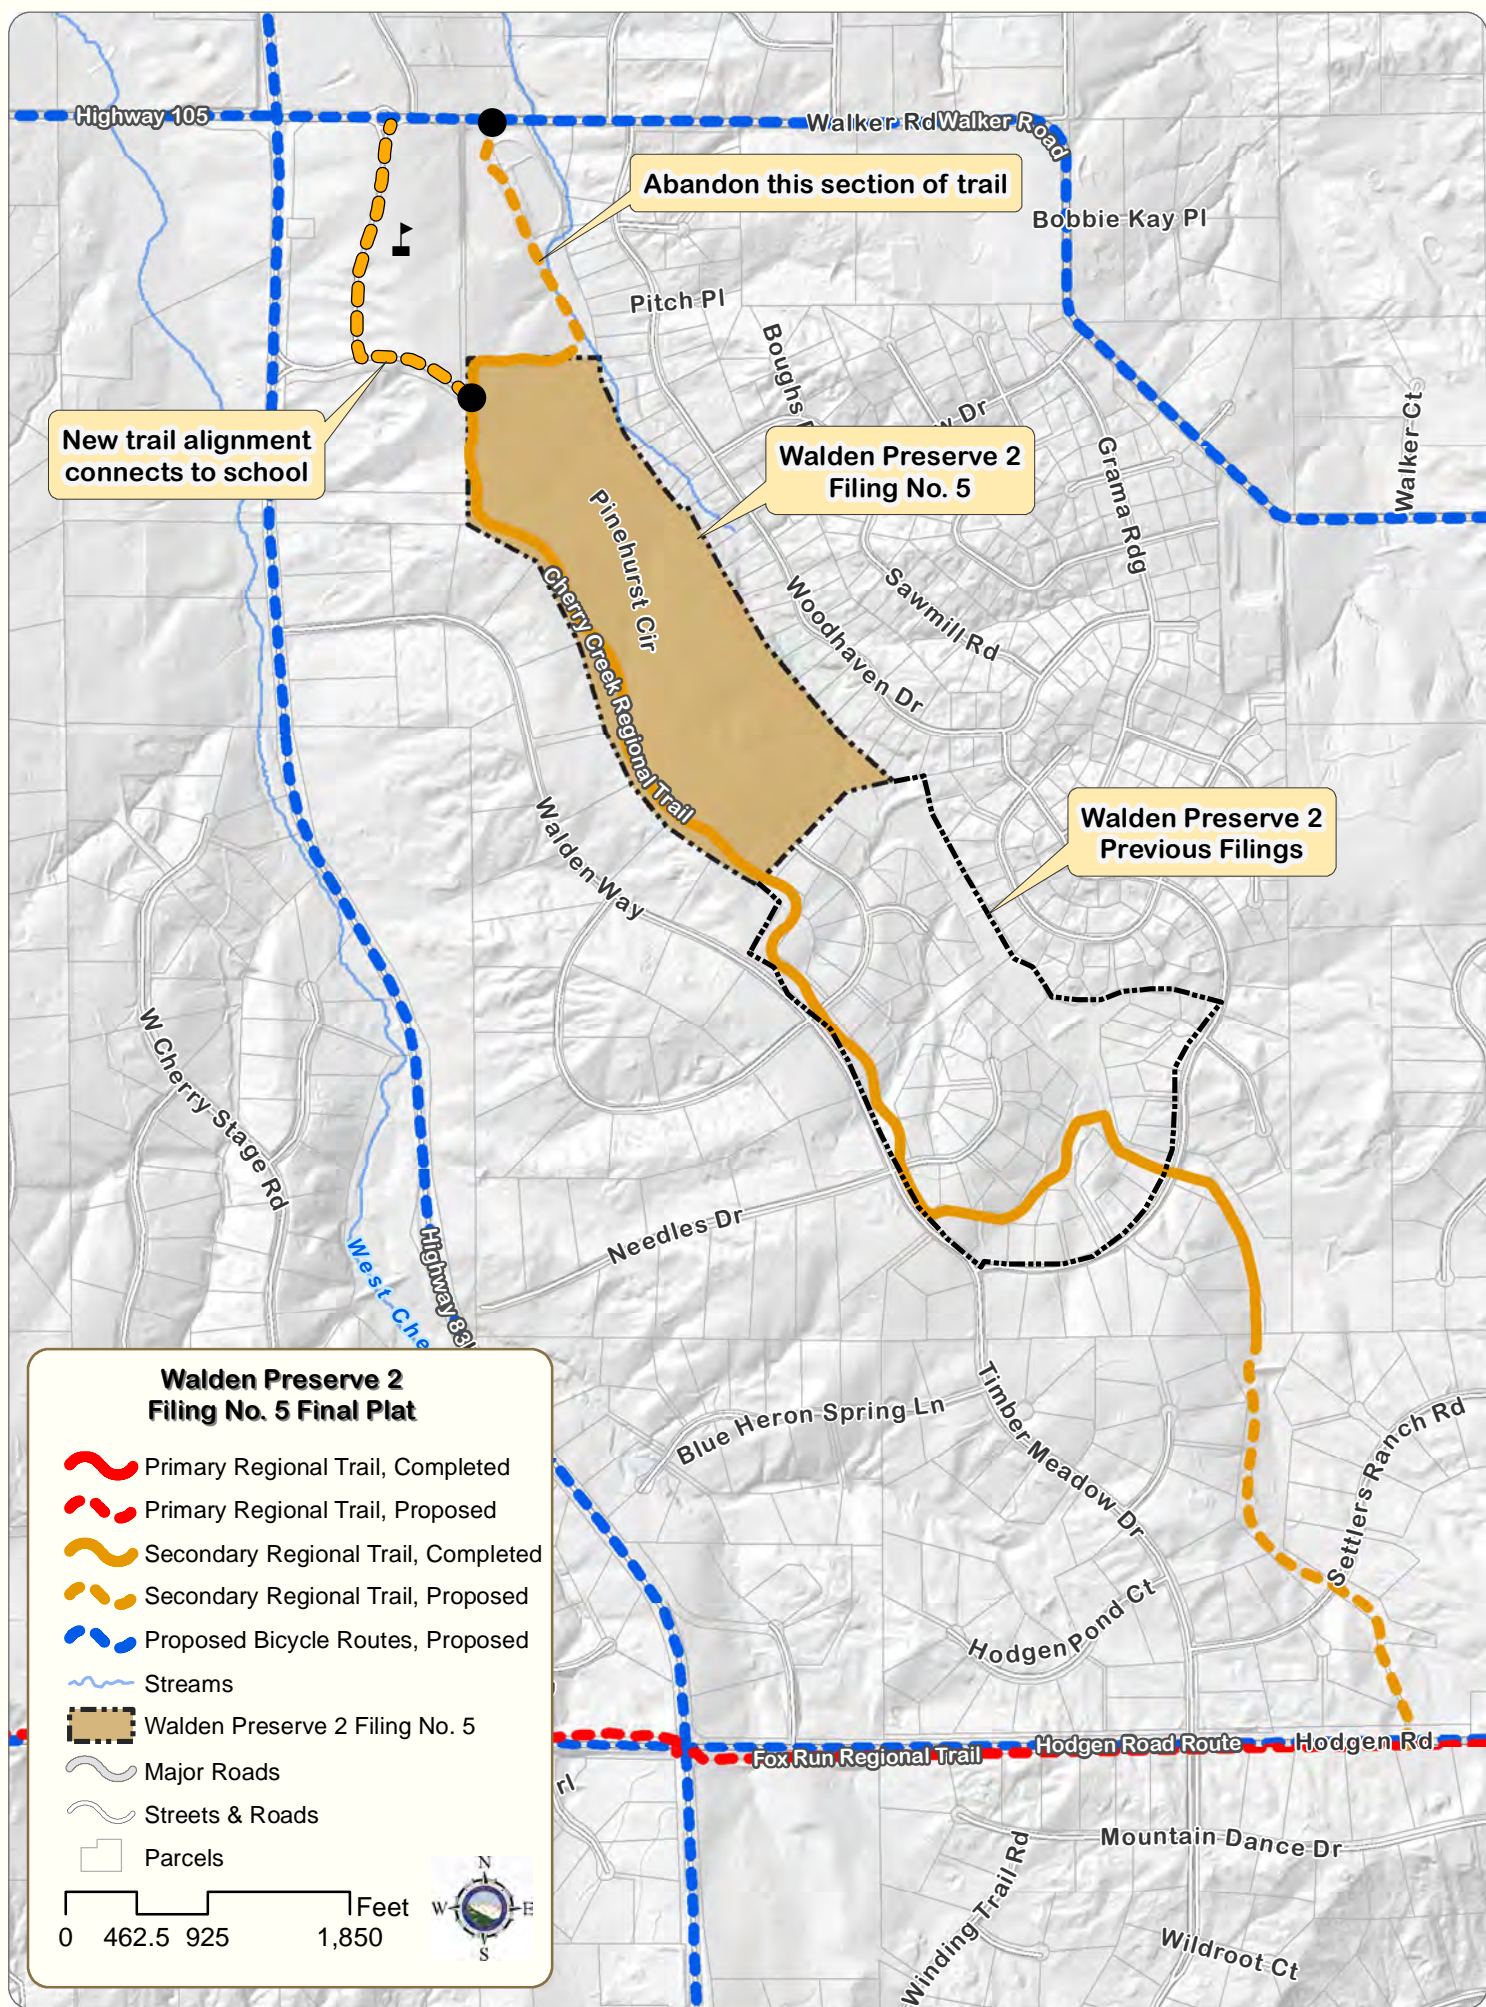 Highway 105
Walker Rd
Walker Road
Abandon this section of trail
Bobbie Kay Pl
Pitch Pl
Boughs
w Dr
Walker Ct
New trail alignment
connects to school
Walden Preserve 2
Filing No. 5
Grama Rdg
Pinehurst Cir
Cherry Creek Regional Trail
Sawmill Rd
Woodhaven Dr
Walden Way
Walden Preserve 2
Previous Filings
W Cherry Stage Rd
Needles Dr
Highway 83
West Che
Timber Meadow Dr
Blue Heron Spring Ln
Settlers Ranch Rd
Hodgen Pond Ct
Fox Run Regional Trail
Hodgen Road Route
Hodgen Rd
rl
Mountain Dance Dr
Winding Trail Rd
Wildroot Ct
Walden Preserve 2
Filing No. 5 Final Plat
Primary Regional Trail, Completed
Primary Regional Trail, Proposed
Secondary Regional Trail, Completed
Secondary Regional Trail, Proposed
Proposed Bicycle Routes, Proposed
Streams
Walden Preserve 2 Filing No. 5
Major Roads
Streets & Roads
Parcels
Feet
0 462.5 925 1,850
N
W E
S